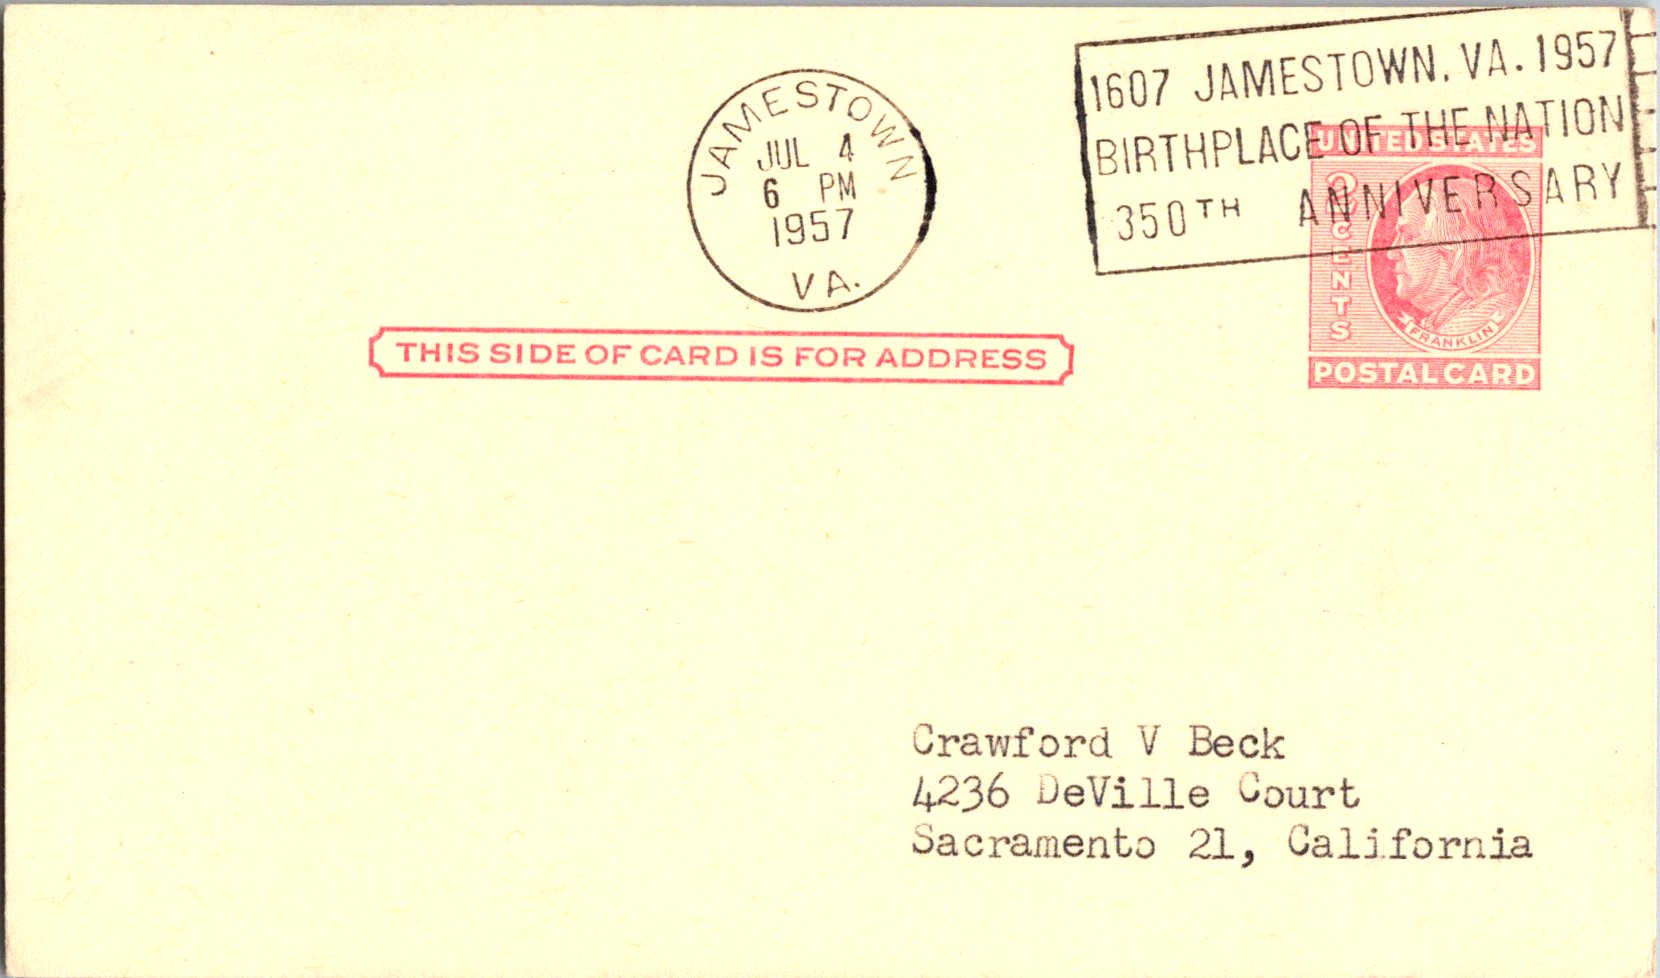 JAMESTOWN
JUL 4
6 PM
1957
VA.
1607 JAMESTOWN, VA. 1957
BIRTHPLACE OF THE NATION
350TH ANNIVERSARY
UNITED STATES
2 CENTS
FRANKLIN
POSTAL CARD
THIS SIDE OF CARD IS FOR ADDRESS
Crawford V Beck
4236 DeVille Court
Sacramento 21, California